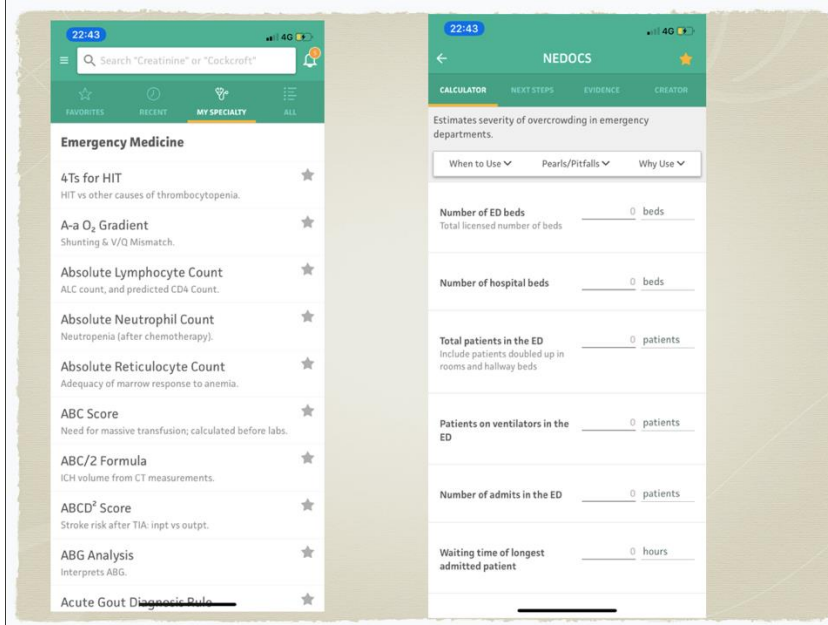 22:43
4G
Search "Creatinine" or "Cockcroft"
1
FAVORITES
RECENT
MY SPECIALTY
ALL
Emergency Medicine
4Ts for HIT
HIT vs other causes of thrombocytopenia.
A-a O₂ Gradient
Shunting & V/Q Mismatch.
Absolute Lymphocyte Count
ALC count, and predicted CD4 Count.
Absolute Neutrophil Count
Neutropenia (after chemotherapy).
Absolute Reticulocyte Count
Adequacy of marrow response to anemia.
ABC Score
Need for massive transfusion; calculated before labs.
ABC/2 Formula
ICH volume from CT measurements.
ABCD² Score
Stroke risk after TIA: inpt vs outpt.
ABG Analysis
Interprets ABG.
Acute Gout Diagnosis Rule
22:43
4G
NEDOCS
CALCULATOR
NEXT STEPS
EVIDENCE
CREATOR
Estimates severity of overcrowding in emergency
departments.
When to Use
Pearls/Pitfalls
Why Use
Number of ED beds
Total licensed number of beds
0 beds
Number of hospital beds
0 beds
Total patients in the ED
Include patients doubled up in
rooms and hallway beds
0 patients
Patients on ventilators in the
ED
0 patients
Number of admits in the ED
0 patients
Waiting time of longest
admitted patient
0 hours